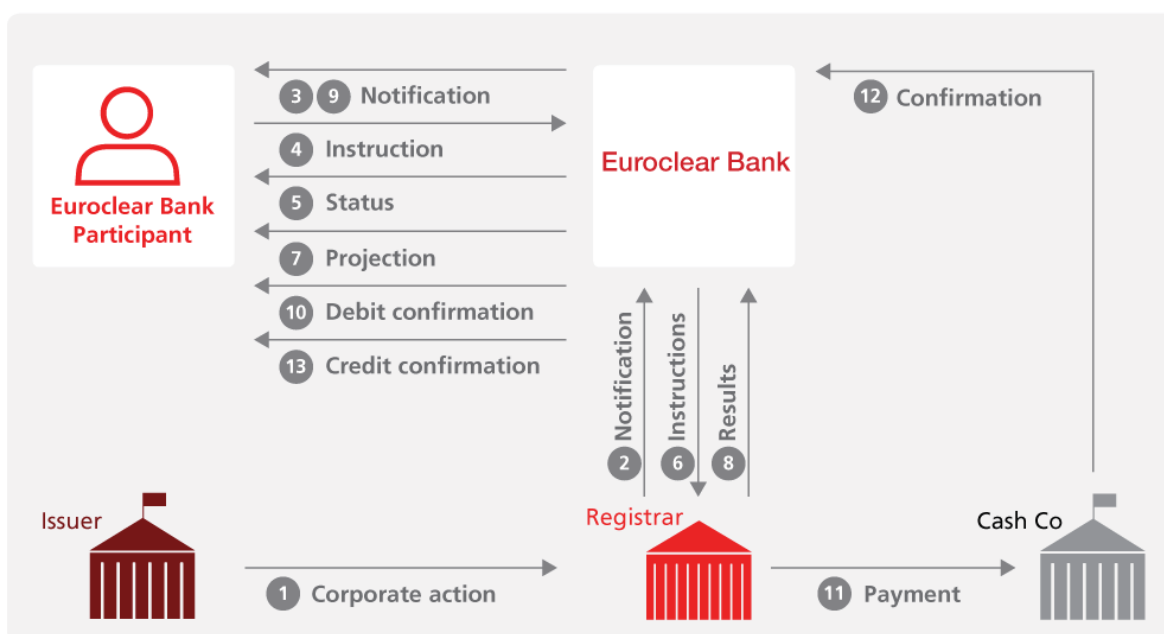 3 9 Notification
12 Confirmation
4 Instruction
Euroclear Bank
5 Status
Euroclear Bank
Participant
7 Projection
10 Debit confirmation
13 Credit confirmation
2 Notification
6 Instructions
8 Results
Issuer
Registrar
Cash Co
1 Corporate action
11 Payment